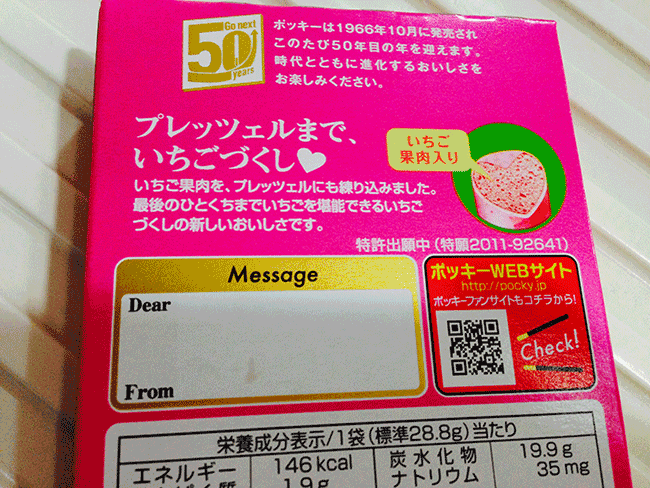 Go next
50
years
ポッキーは1966年10月に発売され
このたび50年目の年を迎えます。
時代とともに進化するおいしさを
お楽しみください。
プレッツェルまで、
いちごづくし♥
いちご
果肉入り
いちご果肉を、プレッツェルにも練り込みました。
最後のひとくちまでいちごを堪能できるいちご
づくしの新しいおいしさです。
特許出願中(特願2011-92641)
Message
Dear
From
ポッキーWEBサイト
http://pocky.jp
ポッキーファンサイトもコチラから!
Check!
栄養成分表示/1袋(標準28.8g)当たり
エネルギー 146kcal 炭水化物 19.9g
1.9g ナトリウム 35mg